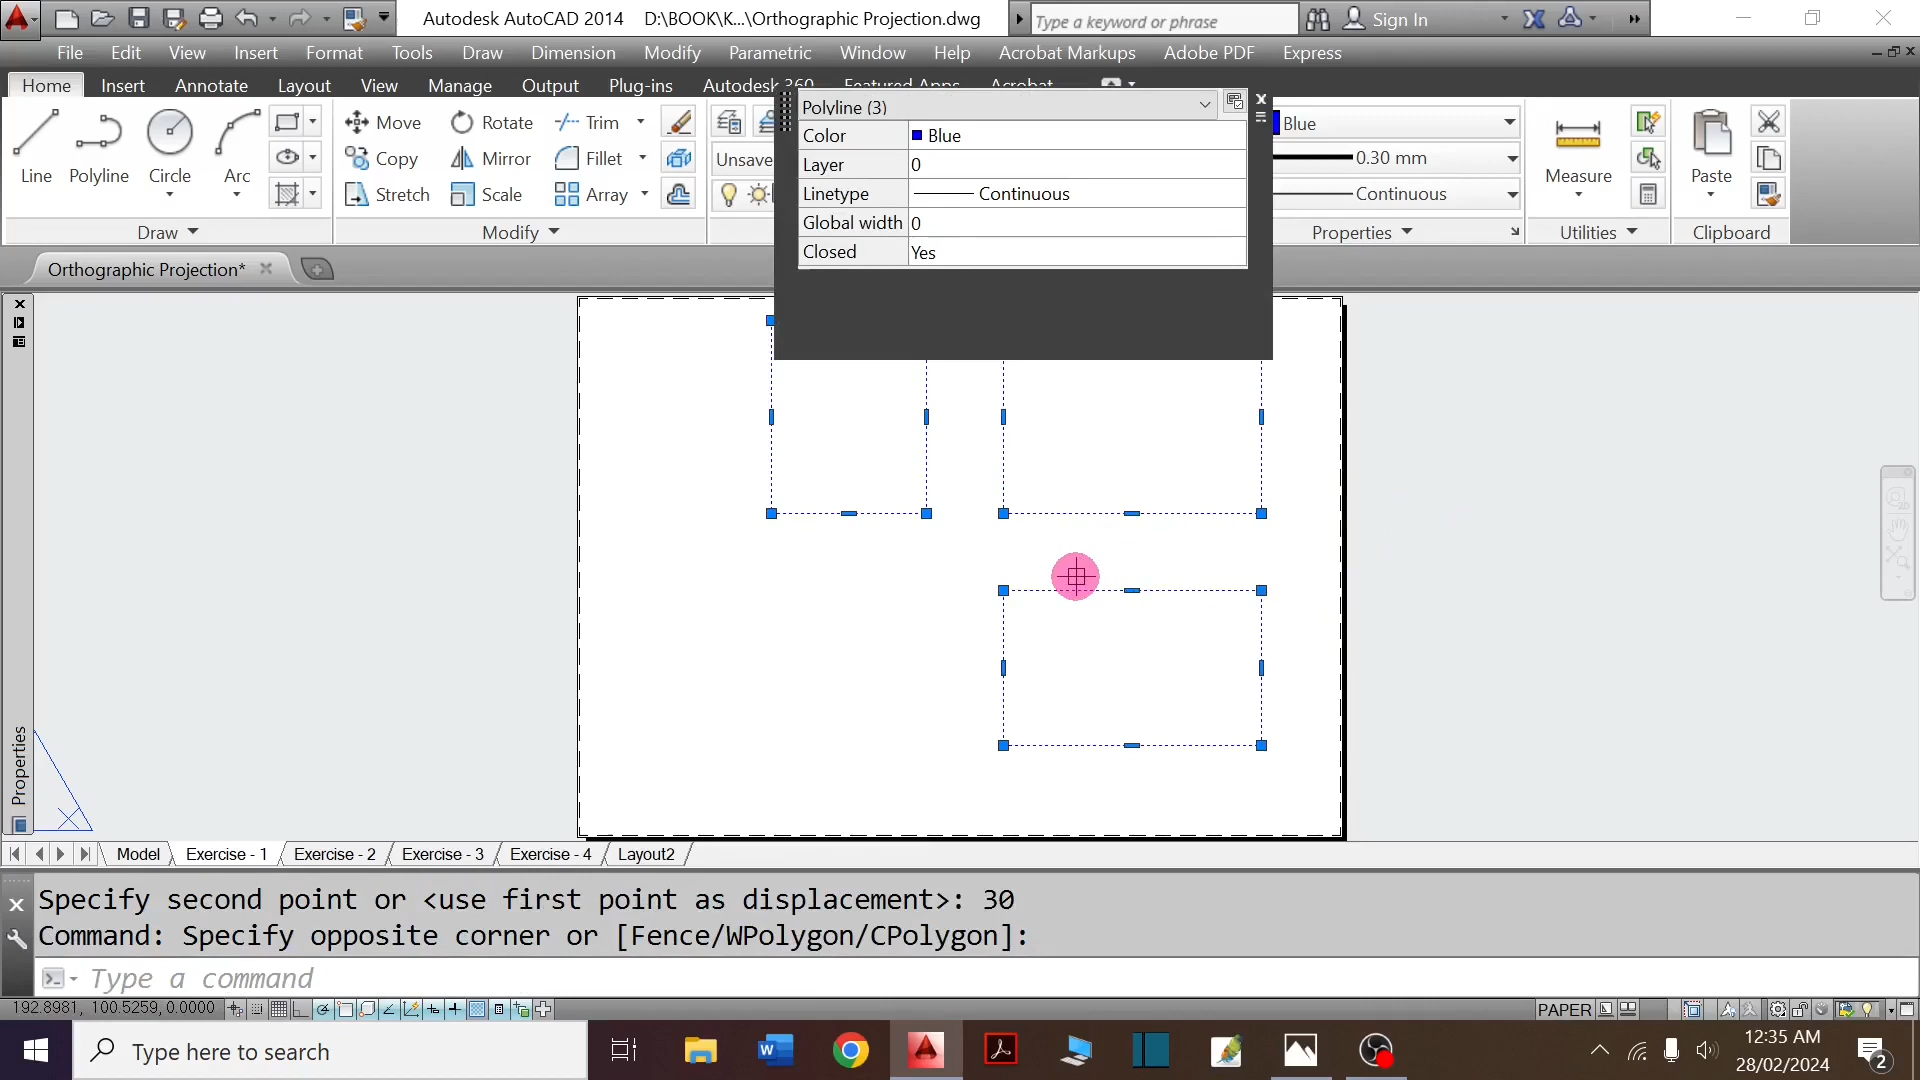 Autodesk AutoCAD 2014 D:\BOOK\K...\Orthographic Projection.dwg
Type a keyword or phrase
Sign In
File Edit View Insert Format Tools Draw Dimension Modify Parametric Window Help Acrobat Markups Adobe PDF Express
Home Insert Annotate Layout View Manage Output Plug-ins Autodesk 360 Featured Apps Acrobat
Line Polyline Circle Arc
Draw
Move Rotate Trim
Copy Mirror Fillet
Stretch Scale Array
Modify
Unsave
Polyline (3)
Color Blue
Layer 0
Linetype Continuous
Global width 0
Closed Yes
Blue
0.30 mm
Continuous
Properties
Measure
Utilities
Paste
Clipboard
Orthographic Projection*
Properties
Model Exercise - 1 Exercise - 2 Exercise - 3 Exercise - 4 Layout2
Specify second point or <use first point as displacement>: 30
Command: Specify opposite corner or [Fence/WPolygon/CPolygon]:
Type a command
192.8981, 100.5259, 0.0000
PAPER
Type here to search
12:35 AM
28/02/2024
2